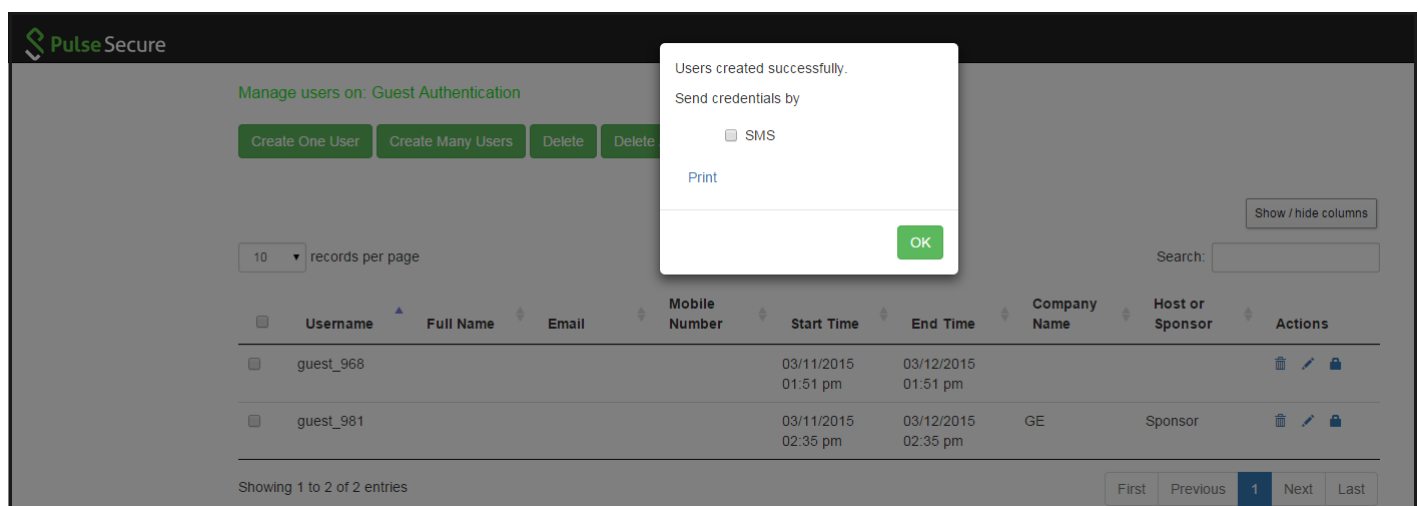 Pulse Secure
Users created successfully.
Send credentials by
SMS
Print
OK
Manage users on: Guest Authentication
Create One User Create Many Users Delete Delete
Show / hide columns
10 records per page Search:
Username Full Name Email Mobile Number Start Time End Time Company Name Host or Sponsor Actions
guest_968 03/11/2015 01:51 pm 03/12/2015 01:51 pm
guest_981 03/11/2015 02:35 pm 03/12/2015 02:35 pm GE Sponsor
Showing 1 to 2 of 2 entries First Previous 1 Next Last